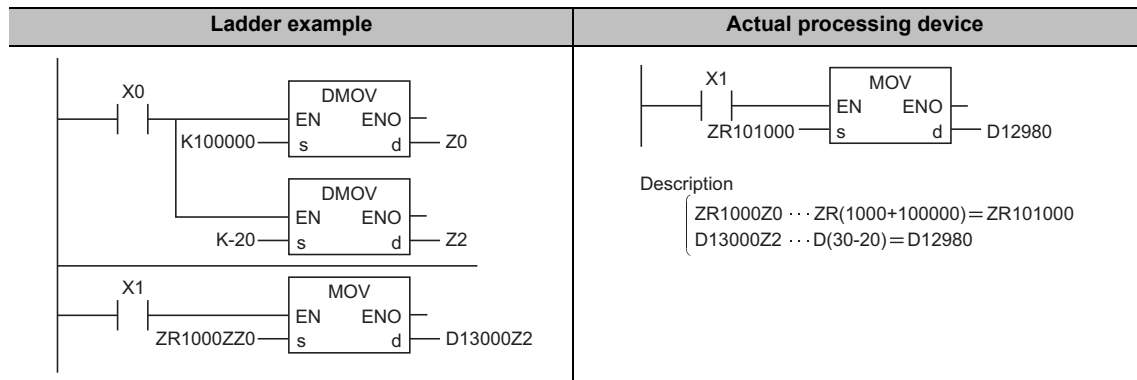 Ladder example
Actual processing device
X0
DMOV
EN ENO
K100000 s d Z0
DMOV
EN ENO
K-20 s d Z2
X1
MOV
EN ENO
ZR1000ZZ0 s d D13000Z2
X1
MOV
EN ENO
ZR101000 s d D12980
Description
ZR1000Z0 ··· ZR(1000+100000)=ZR101000
D13000Z2 ··· D(30-20)=D12980